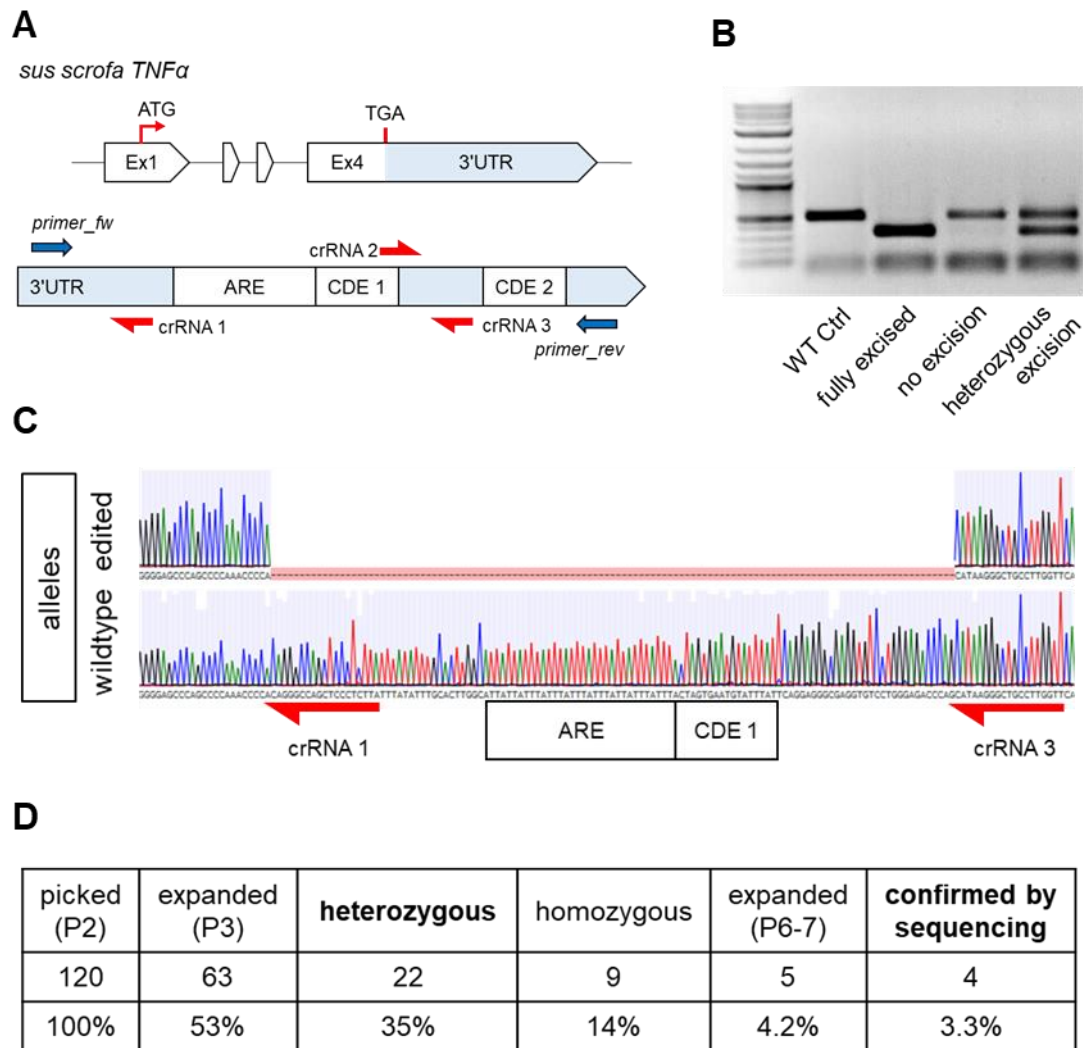 A
sus scrofa TNFα
ATG
TGA
Ex1
Ex4
3'UTR
primer_fw
crRNA 2
3'UTR
ARE
CDE 1
CDE 2
crRNA 1
crRNA 3
primer_rev
B
WT Ctrl
fully excised
no excision
heterozygous
excision
C
alleles
edited
wildtype
GGGGAGCCCAGCCCCAAACCCCA
CATAAGGGCTGCCTTGGTTCA
crRNA 1
ARE
CDE 1
crRNA 3
D
picked
(P2)
expanded
(P3)
heterozygous
homozygous
expanded
(P6-7)
confirmed by
sequencing
120
63
22
9
5
4
100%
53%
35%
14%
4.2%
3.3%